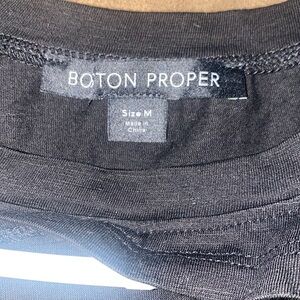 BOTON PROPER
Size M
Made in
China